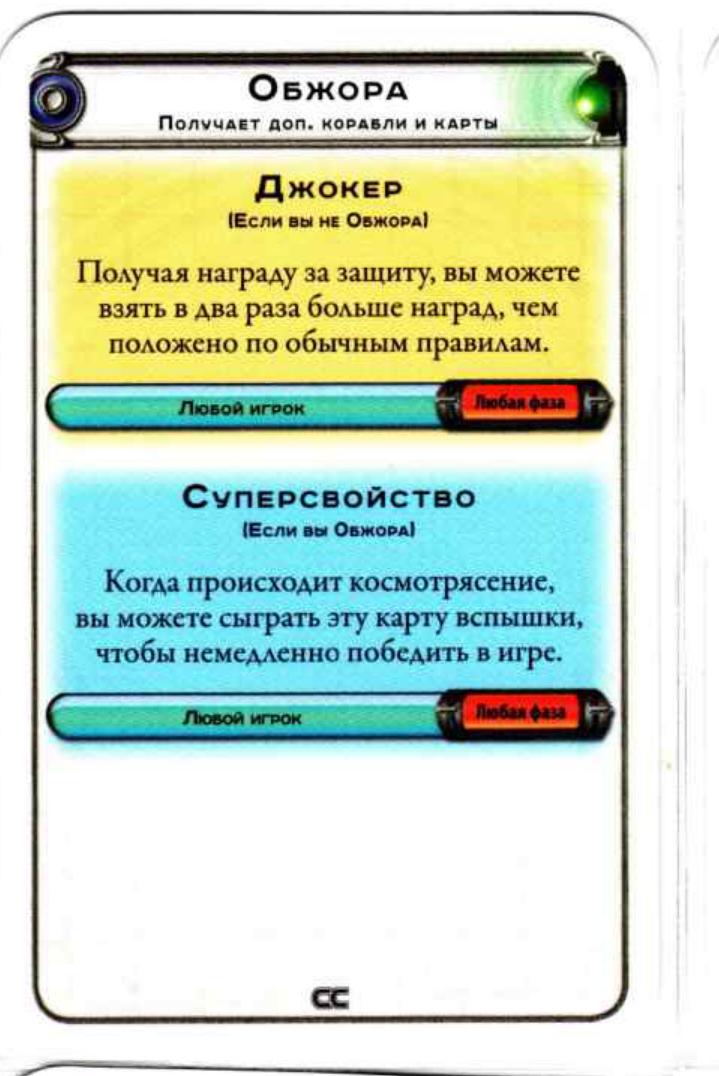 Обжора
Получает доп. корабли и карты
Джокер
(Если вы не Обжора)
Получая награду за защиту, вы можете
взять в два раза больше наград, чем
положено по обычным правилам.
Любой игрок
Любая фаза
Суперсвойство
(Если вы Обжора)
Когда происходит космотрясение,
вы можете сыграть эту карту вспышки,
чтобы немедленно победить в игре.
Любой игрок
Любая фаза
CC